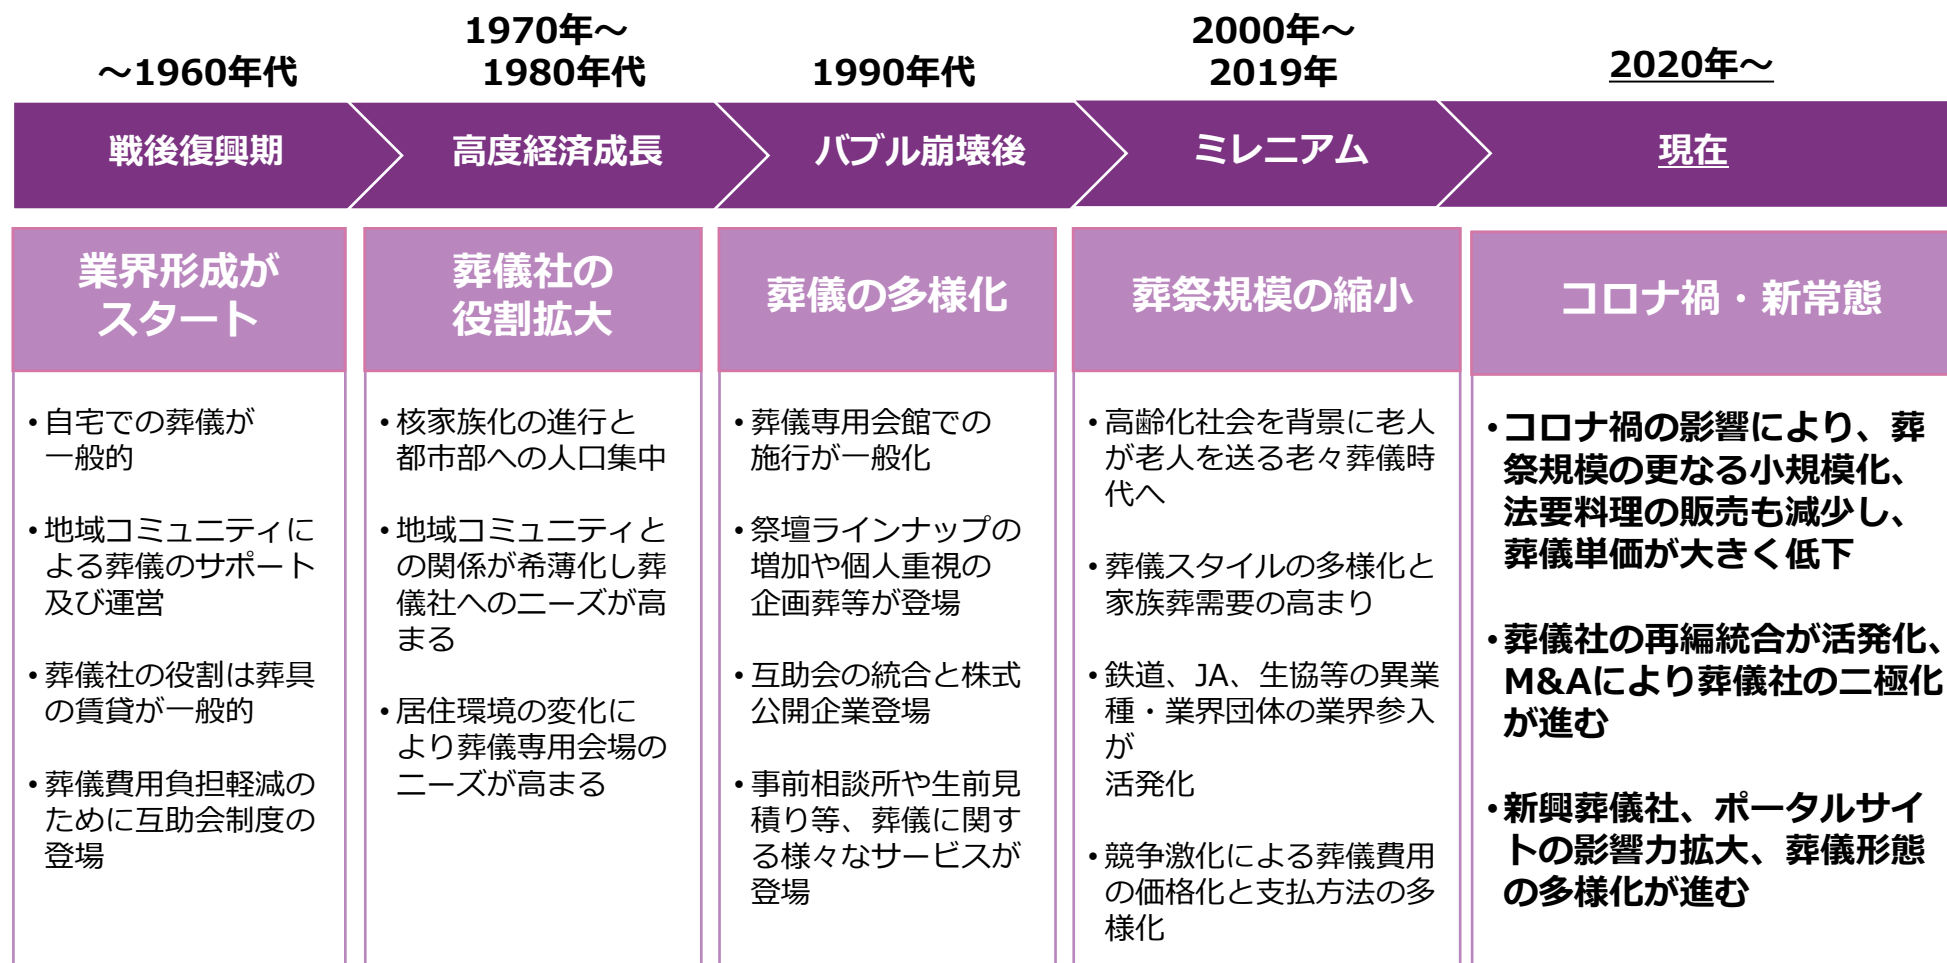 ～1960年代
1970年～
1980年代
1990年代
2000年～
2019年
2020年～
戦後復興期
高度経済成長
バブル崩壊後
ミレニアム
現在
業界形成が
スタート
葬儀社の
役割拡大
葬儀の多様化
葬祭規模の縮小
コロナ禍・新常態
•自宅での葬儀が
一般的
•地域コミュニティに
よる葬儀のサポート
及び運営
•葬儀社の役割は葬具
の賃貸が一般的
•葬儀費用負担軽減の
ために互助会制度の
登場
•核家族化の進行と
都市部への人口集中
•地域コミュニティと
の関係が希薄化し葬
儀社へのニーズが高
まる
•居住環境の変化に
より葬儀専用会場の
ニーズが高まる
•葬儀専用会館での
施行が一般化
•祭壇ラインナップの
増加や個人重視の
企画葬等が登場
•互助会の統合と株式
公開企業登場
•事前相談所や生前見
積り等、葬儀に関す
る様々なサービスが
登場
•高齢化社会を背景に老人
が老人を送る老々葬儀時
代へ
•葬儀スタイルの多様化と
家族葬需要の高まり
•鉄道、JA、生協等の異業
種・業界団体の業界参入
が
活発化
•競争激化による葬儀費用
の価格化と支払方法の多
様化
•コロナ禍の影響により、葬
祭規模の更なる小規模化、
法要料理の販売も減少し、
葬儀単価が大きく低下
•葬儀社の再編統合が活発化、
M&Aにより葬儀社の二極化
が進む
•新興葬儀社、ポータルサイ
トの影響力拡大、葬儀形態
の多様化が進む